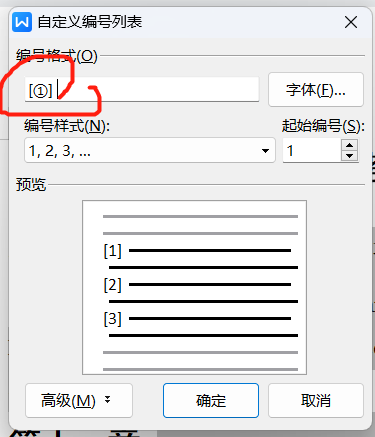 自定义编号列表
编号格式(O)
[①]
字体(F)...
编号样式(N):
起始编号(S):
1, 2, 3, ...
1
预览
[1]
[2]
[3]
高级(M)
确定
取消